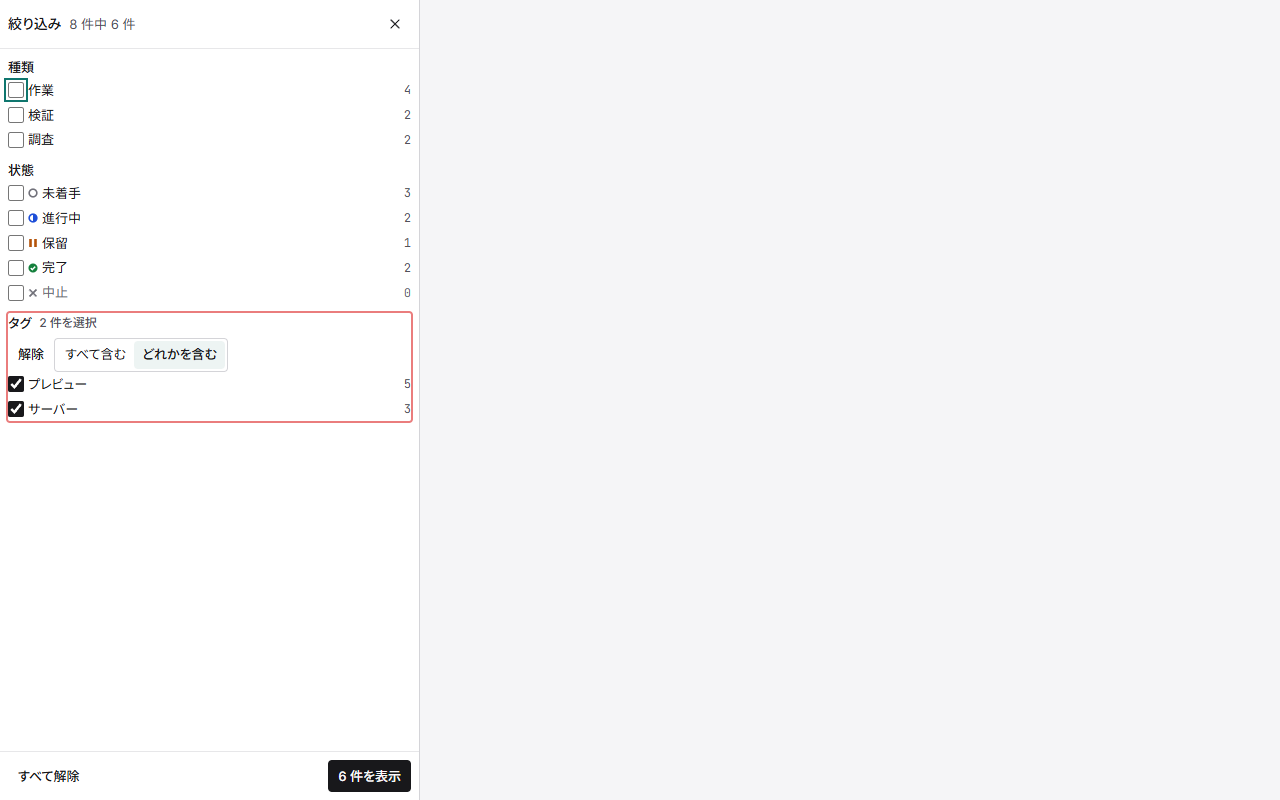 絞り込み 8 件中 6 件
種類
作業 4
検証 2
調査 2
状態
未着手 3
進行中 2
保留 1
完了 2
中止 0
タグ 2 件を選択
解除 すべて含む どれかを含む
プレビュー 5
サーバー 3
すべて解除 6 件を表示